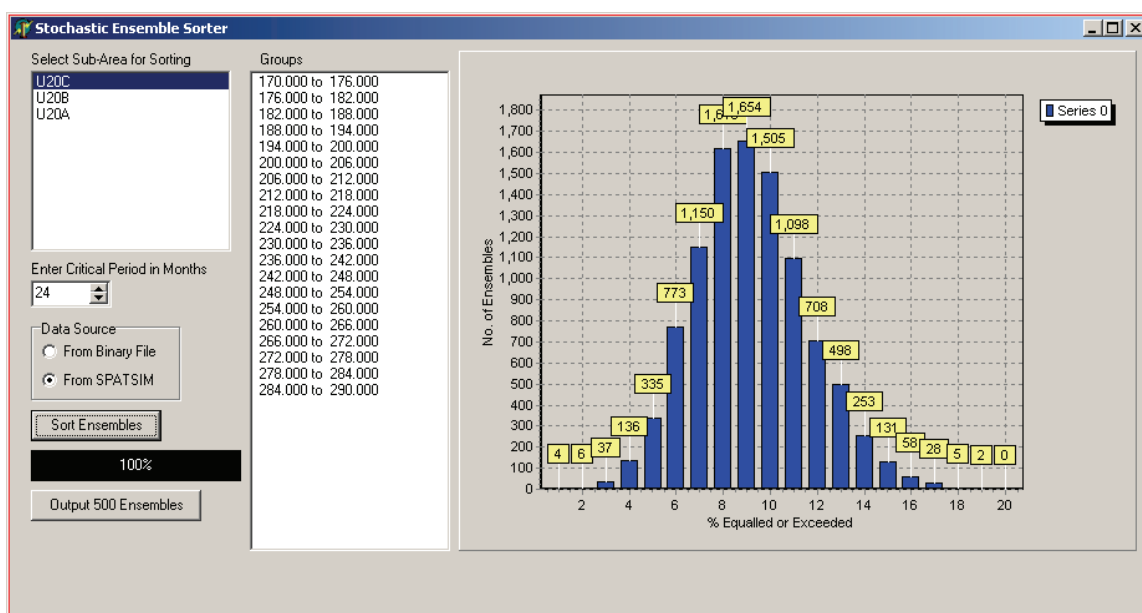 Stochastic Ensemble Sorter
Select Sub-Area for Sorting
U20C
U20B
U20A
Enter Critical Period in Months
24
Data Source
From Binary File
From SPATSIM
Sort Ensembles
100%
Output 500 Ensembles
Groups
170.000 to 176.000
176.000 to 182.000
182.000 to 188.000
188.000 to 194.000
194.000 to 200.000
200.000 to 206.000
206.000 to 212.000
212.000 to 218.000
218.000 to 224.000
224.000 to 230.000
230.000 to 236.000
236.000 to 242.000
242.000 to 248.000
248.000 to 254.000
254.000 to 260.000
260.000 to 266.000
266.000 to 272.000
272.000 to 278.000
278.000 to 284.000
284.000 to 290.000
No. of Ensembles
1,800
1,700
1,600
1,500
1,400
1,300
1,200
1,100
1,000
900
800
700
600
500
400
300
200
100
0
4
6
37
136
335
773
1,150
1,654
1,505
1,098
708
498
253
131
58
28
5
2
0
2 4 6 8 10 12 14 16 18 20
% Equalled or Exceeded
Series 0